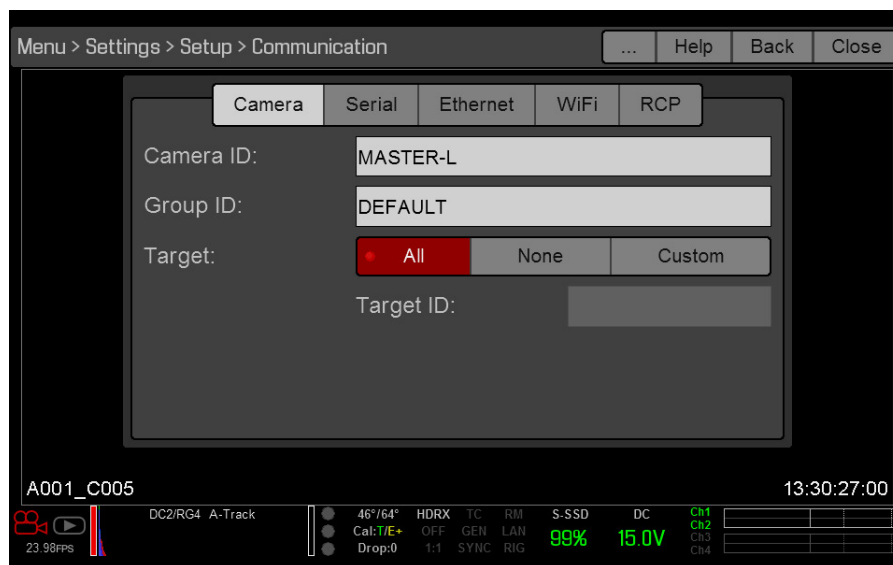 Menu > Settings > Setup > Communication ... Help Back Close
Camera Serial Ethernet WiFi RCP
Camera ID: MASTER-L
Group ID: DEFAULT
Target: All None Custom
Target ID:
A001_C005 13:30:27:00
DC2/RG4 A-Track 46°/64° HDRX TC RM S-SSD DC Ch1
Ch2
Cal:T/E+ OFF GEN LAN 99% 15.0V Ch3
23.98FPS Drop:0 1:1 SYNC RIG Ch4